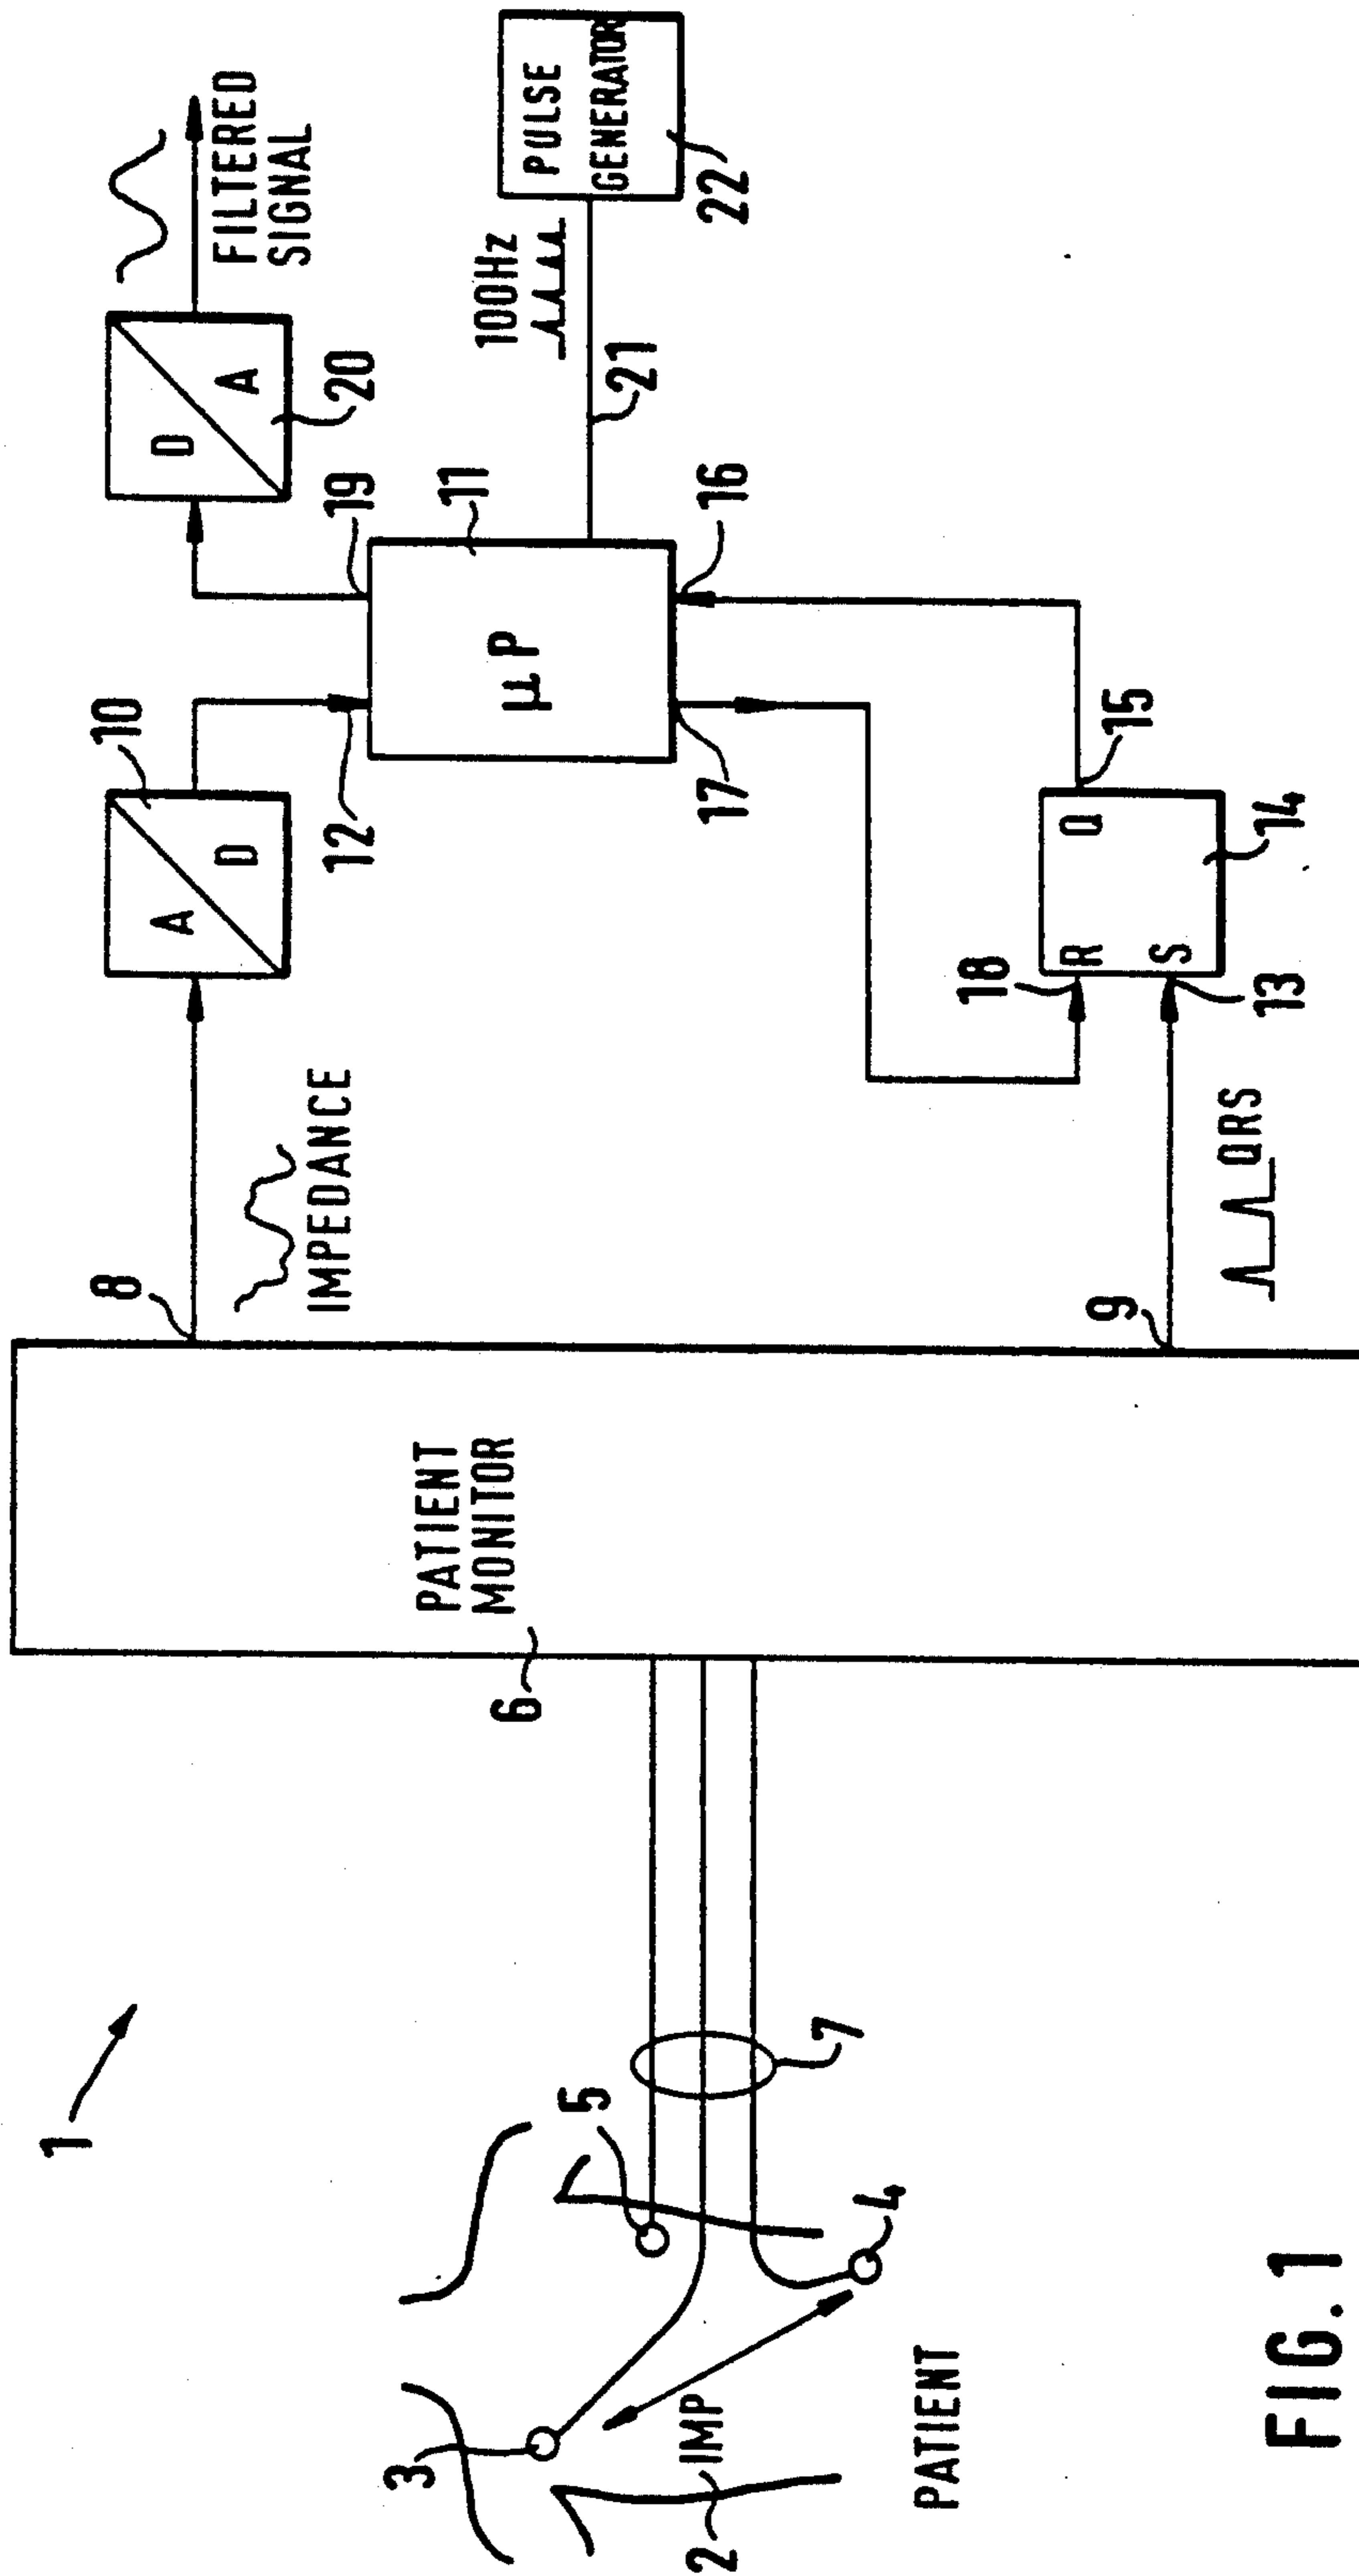 1
2
3
4
5
IMP
PATIENT
7
6
PATIENT
MONITOR
8
IMPEDANCE
9
QRS
A
D
10
12
11
µP
19
17
16
D
A
20
FILTERED
SIGNAL
100Hz
21
PULSE
GENERATOR
22
18
R
S
Q
13
14
15
FIG. 1